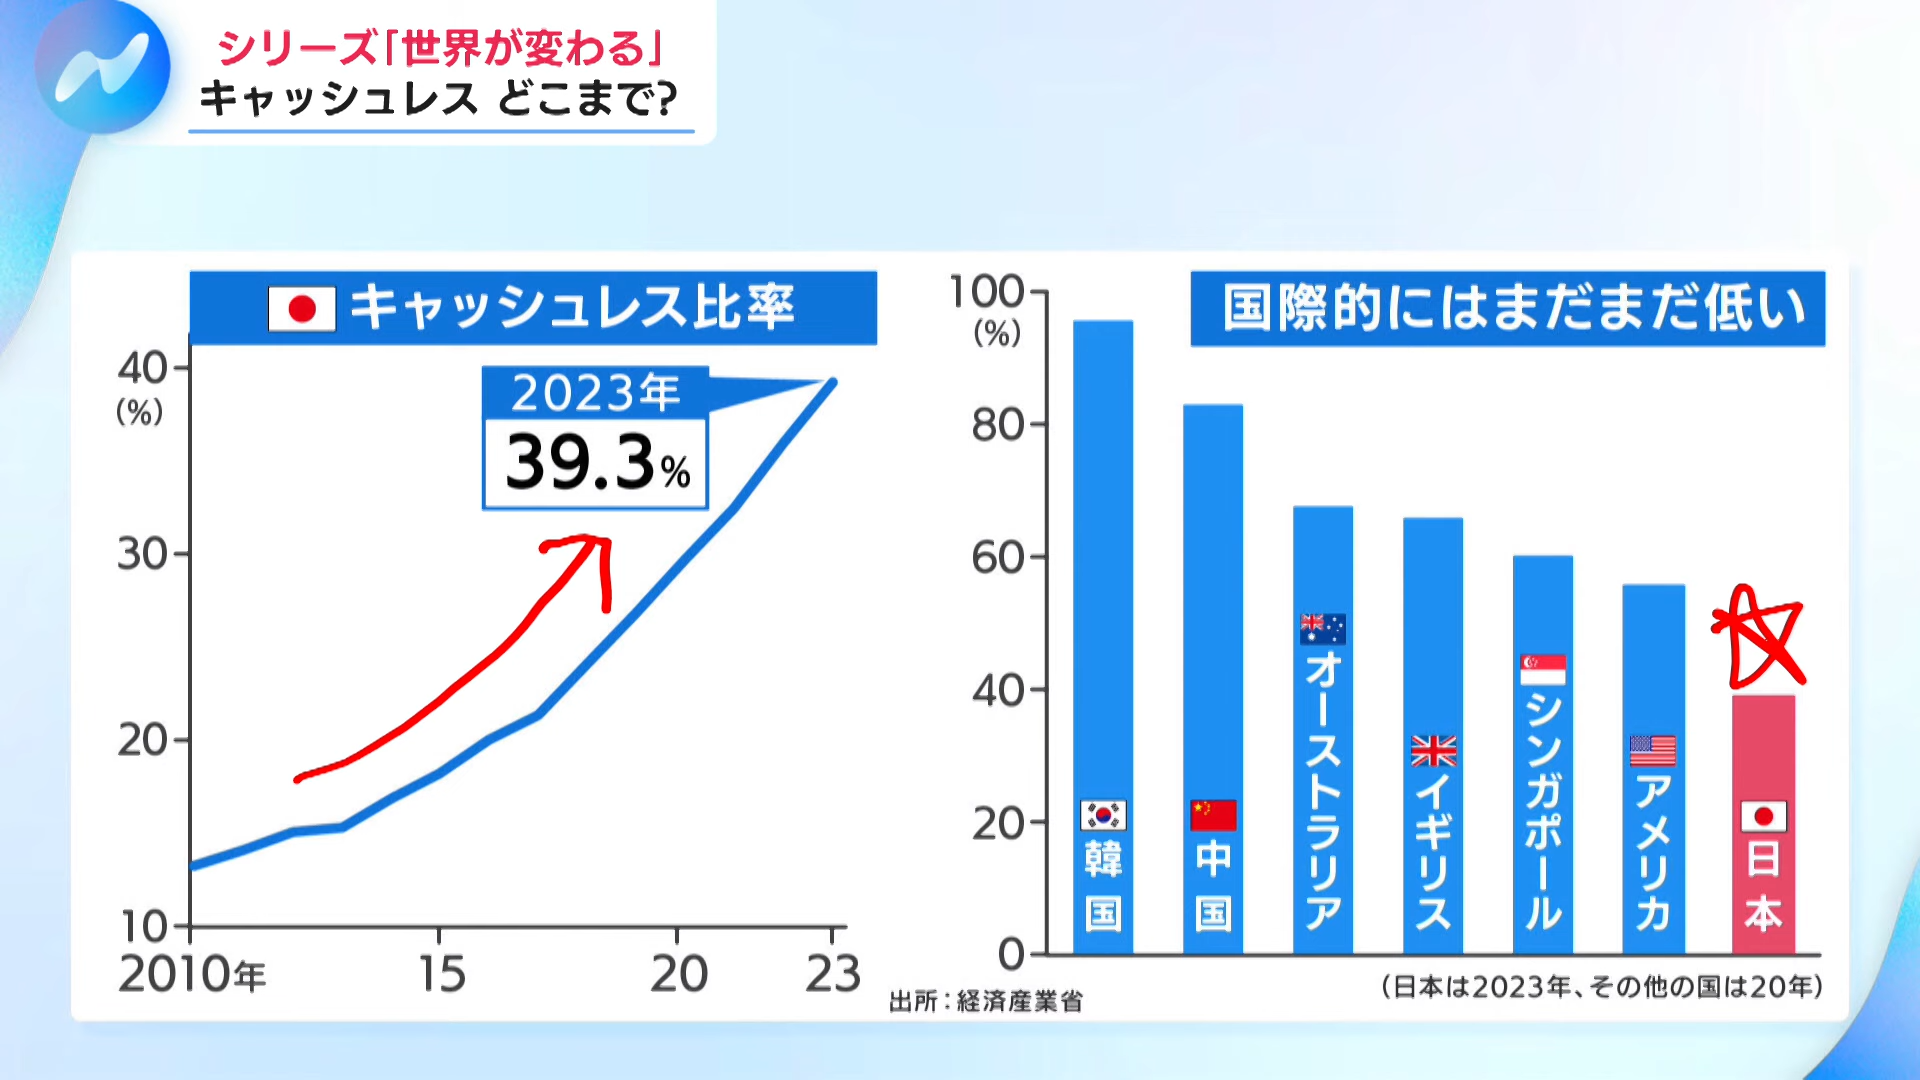 シリーズ「世界が変わる」
キャッシュレス どこまで?
キャッシュレス比率
40
(%)
30
20
10
2010年
15
20
23
2023年
39.3%
国際的にはまだまだ低い
100
(%)
80
60
40
20
0
韓国
中国
オーストラリア
イギリス
シンガポール
アメリカ
日本
(日本は2023年、その他の国は20年)
出所:経済産業省